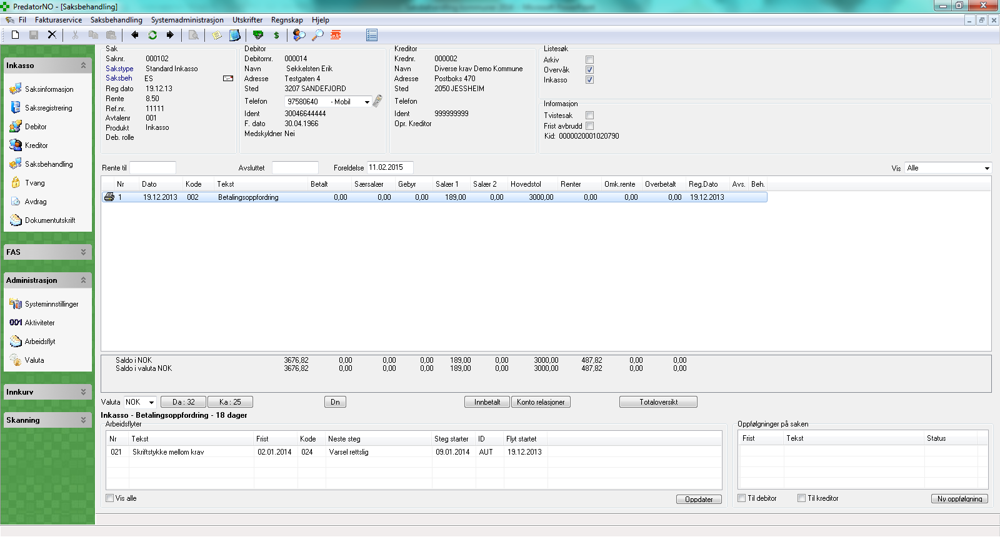 PredatorNO - [Saksbehandling]
Fil Fakturaservice Saksbehandling Systemadministrasjon Utskrifter Regnskap Hjelp
Inkasso
Saksinformasjon
Saksregistrering
Debitor
Kreditor
Saksbehandling
Tvang
Avdrag
Dokumentutskrift
FAS
Administrasjon
Systeminnstillinger
001 Aktiviteter
Arbeidsflyt
Valuta
Innkurv
Skanning
Sak
Saksnr. 000102
Sakstype Standard Inkasso
Saksbeh ES
Reg dato 19.12.13
Rente 8.50
Ref.nr. 11111
Avtalenr 001
Produkt Inkasso
Deb. rolle
Debitor
Debitornr. 000014
Navn Sekkelsten Erik
Adresse Testgaten 4
Sted 3207 SANDEFJORD
Telefon 97580640 - Mobil
Ident 30046644444
F. dato 30.04.1966
Medskyldner Nei
Kreditor
Krednr. 000002
Navn Diverse krav Demo Kommune
Adresse Postboks 470
Sted 2050 JESSHEIM
Telefon
Ident 999999999
Opr. Kreditor
Listesøk
Arkiv
Overvåk
Inkasso
Informasjon
Tvistesak
Frist avbrudd
Kid: 0000020001020790
Rente til Avsluttet Foreldelse 11.02.2015 Vis Alle
Nr Dato Kode Tekst Betalt Særsalær Gebyr Salær 1 Salær 2 Hovedstol Renter Omk.rente Overbetalt Reg.Dato Avs. Beh.
1 19.12.2013 002 Betalingsoppfordring 0,00 0,00 0,00 189,00 0,00 3000,00 0,00 0,00 0,00 19.12.2013
Saldo i NOK 3676,82 0,00 0,00 0,00 189,00 0,00 3000,00 487,82 0,00 0,00
Saldo i valuta NOK 3676,82 0,00 0,00 0,00 189,00 0,00 3000,00 487,82 0,00 0,00
Valuta NOK Da : 32 Ka : 25 Dn Innbetalt Konto relasjoner Totaloversikt
Inkasso - Betalingsoppfordring - 18 dager
Arbeidsflyter
Nr Tekst Frist Kode Neste steg Steg starter ID Flyt startet
021 Skriftstykke mellom krav 02.01.2014 024 Varsel rettslig 09.01.2014 AUT 19.12.2013
Vis alle Oppdater
Oppfølgninger på saken
Frist Tekst Status
Til debitor Til kreditor Ny oppfølgning